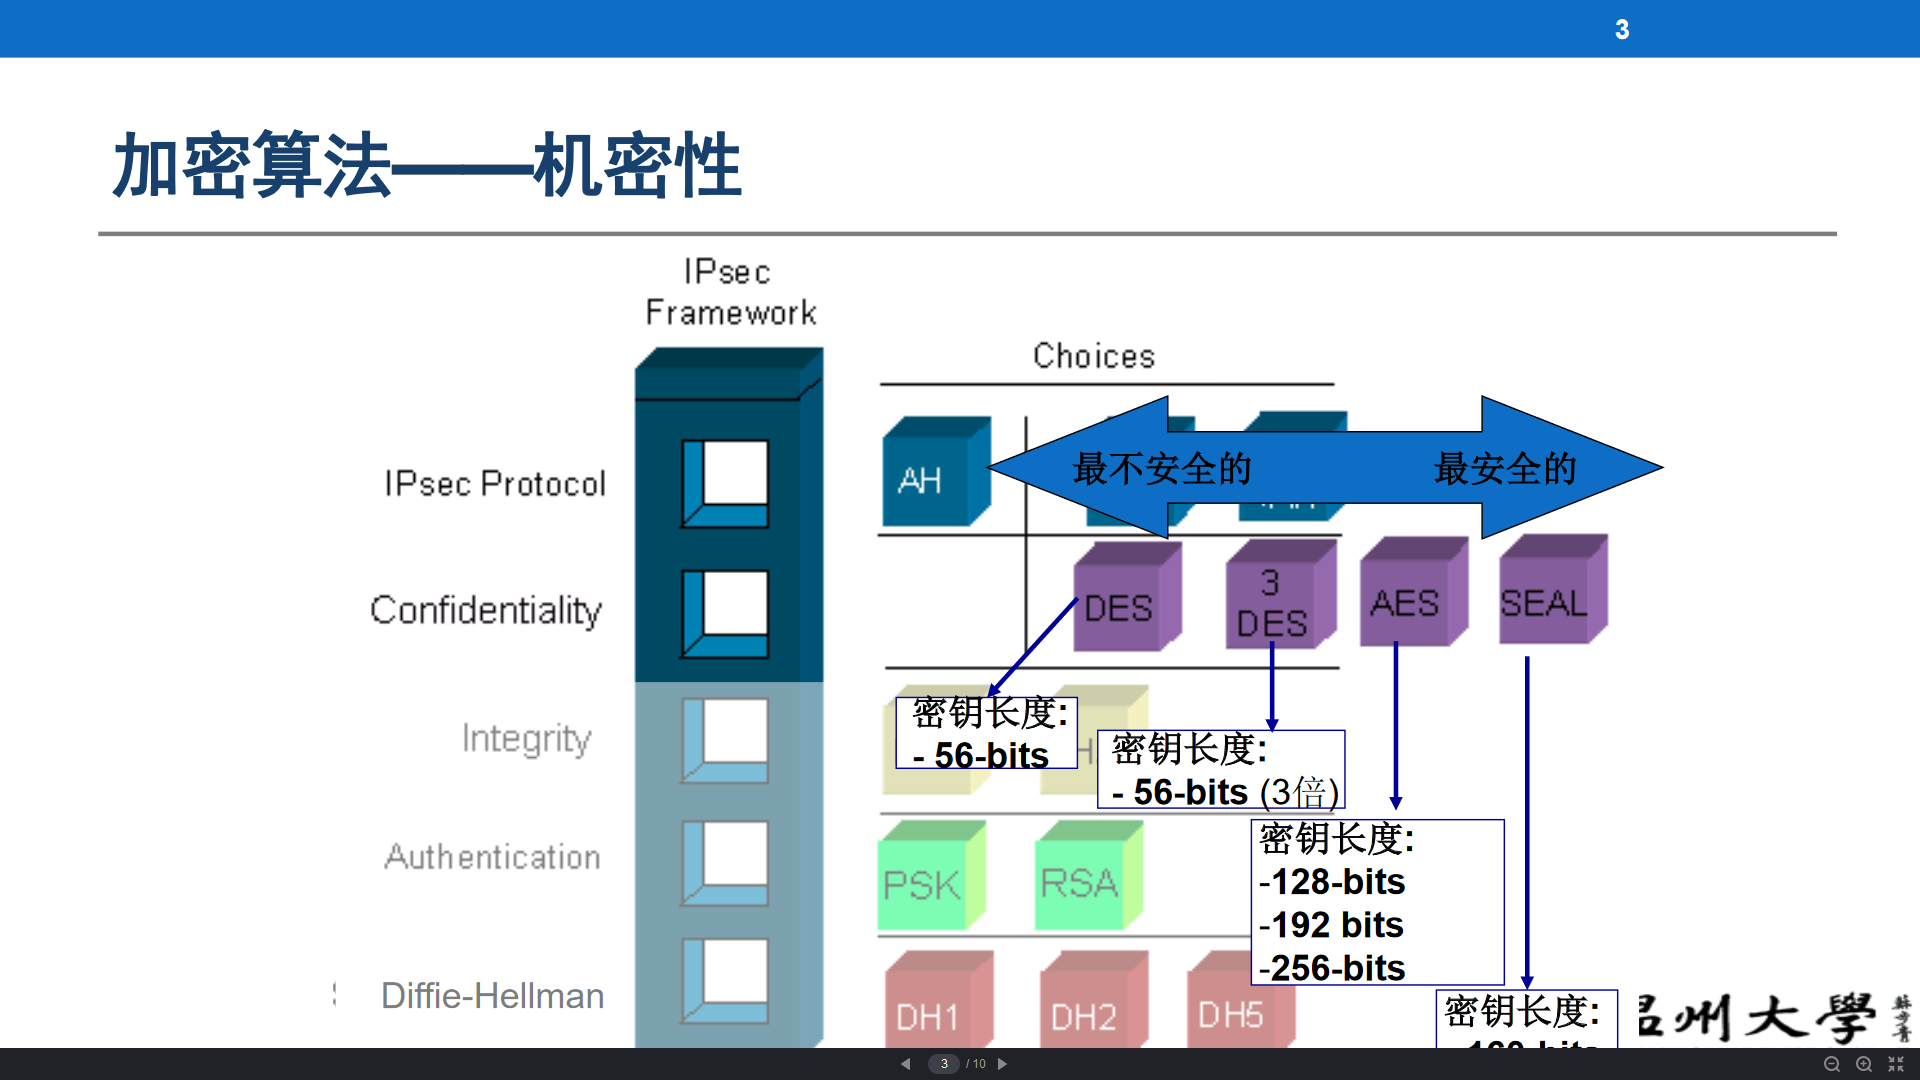 3
加密算法——机密性
IPsec
Framework
Choices
AH
最不安全的
最安全的
IPsec Protocol
Confidentiality
DES
3
DES
AES
SEAL
密钥长度:
- 56-bits
密钥长度:
- 56-bits (3倍)
密钥长度:
-128-bits
-192 bits
-256-bits
密钥长度:
Integrity
Authentication
PSK
RSA
Diffie-Hellman
DH1
DH2
DH5
州大學
3
/ 10